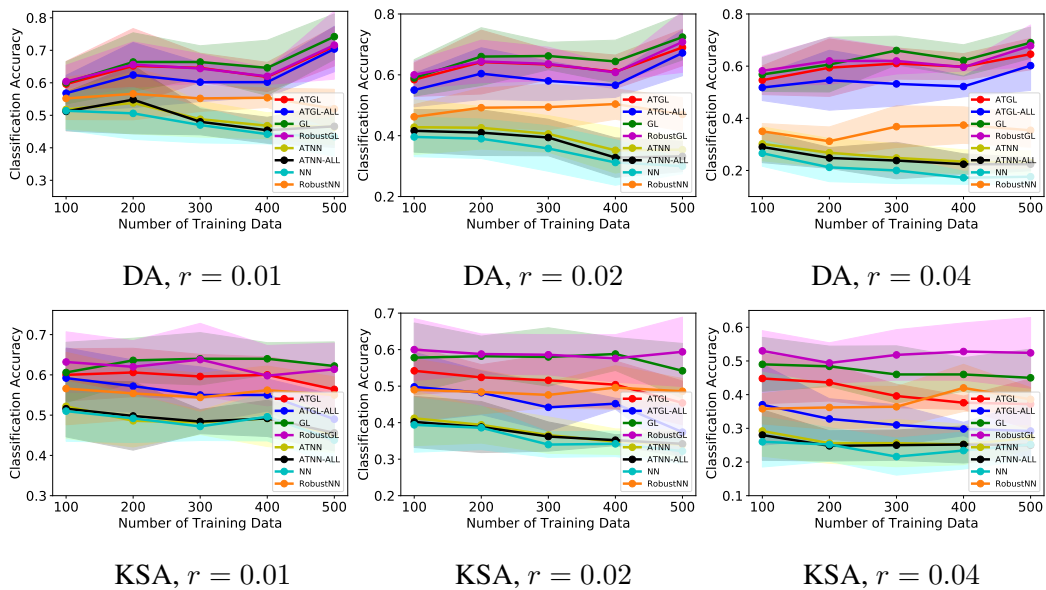 0.8
0.7
0.6
0.5
0.4
0.3
Classification Accuracy
100 200 300 400 500
Number of Training Data
ATGL
ATGL-ALL
GL
RobustGL
ATNN
ATNN-ALL
NN
RobustNN
DA, r = 0.01
0.8
0.6
0.4
0.2
Classification Accuracy
100 200 300 400 500
Number of Training Data
ATGL
ATGL-ALL
GL
RobustGL
ATNN
ATNN-ALL
NN
RobustNN
DA, r = 0.02
0.8
0.6
0.4
0.2
Classification Accuracy
100 200 300 400 500
Number of Training Data
ATGL
ATGL-ALL
GL
RobustGL
ATNN
ATNN-ALL
NN
RobustNN
DA, r = 0.04
0.7
0.6
0.5
0.4
0.3
Classification Accuracy
100 200 300 400 500
Number of Training Data
ATGL
ATGL-ALL
GL
RobustGL
ATNN
ATNN-ALL
NN
RobustNN
KSA, r = 0.01
0.7
0.6
0.5
0.4
0.3
0.2
Classification Accuracy
100 200 300 400 500
Number of Training Data
ATGL
ATGL-ALL
GL
RobustGL
ATNN
ATNN-ALL
NN
RobustNN
KSA, r = 0.02
0.6
0.5
0.4
0.3
0.2
0.1
Classification Accuracy
100 200 300 400 500
Number of Training Data
ATGL
ATGL-ALL
GL
RobustGL
ATNN
ATNN-ALL
NN
RobustNN
KSA, r = 0.04